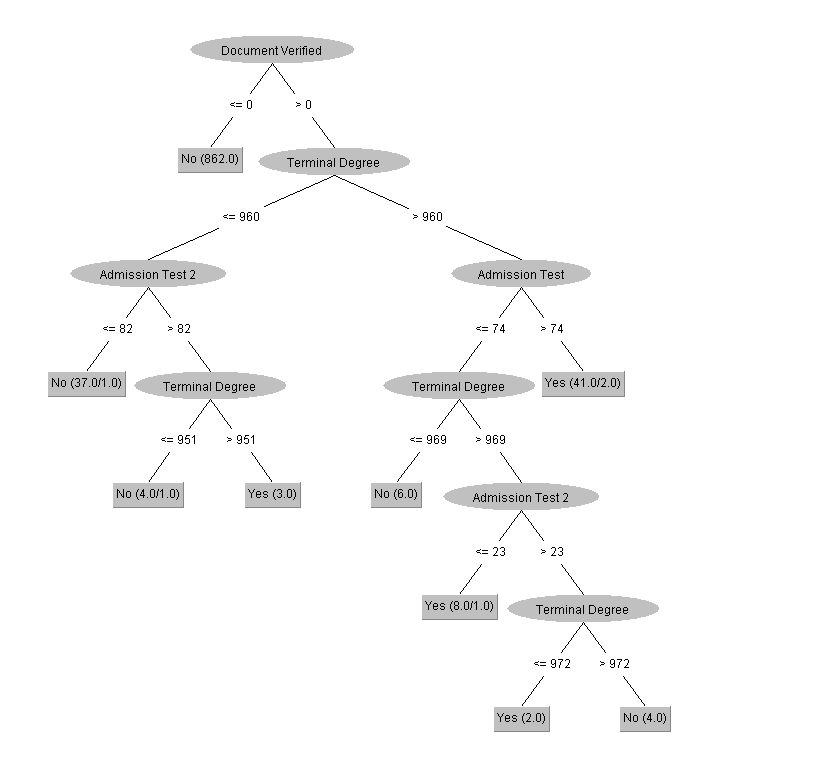 Document Verified
<= 0
> 0
No (862.0)
Terminal Degree
<= 960
> 960
Admission Test 2
Admission Test
<= 82
> 82
<= 74
> 74
No (37.0/1.0)
Terminal Degree
Terminal Degree
Yes (41.0/2.0)
<= 951
> 951
<= 969
> 969
No (4.0/1.0)
Yes (3.0)
No (6.0)
Admission Test 2
<= 23
> 23
Yes (8.0/1.0)
Terminal Degree
<= 972
> 972
Yes (2.0)
No (4.0)